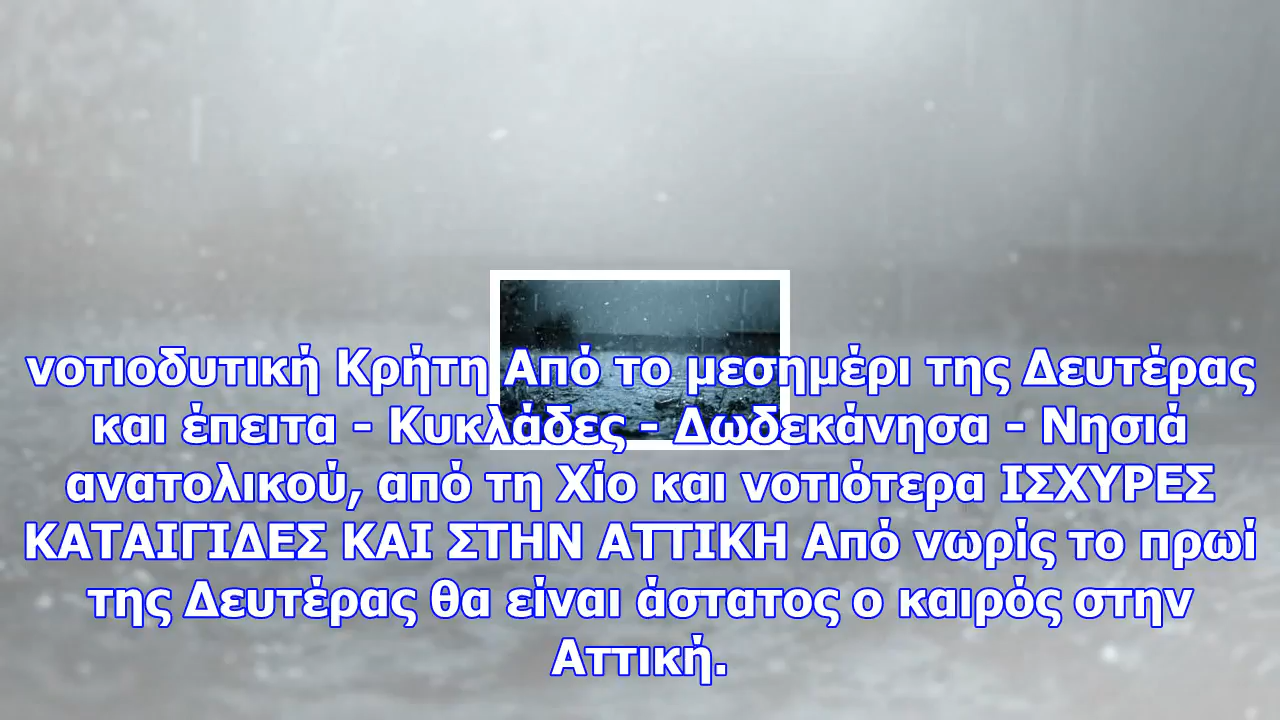 νοτιοδυτική Κρήτη Από το μεσημέρι της Δευτέρας
και έπειτα - Κυκλάδες - Δωδεκάνησα - Νησιά
ανατολικού, από τη Χίο και νοτιότερα ΙΣΧΥΡΕΣ
ΚΑΤΑΙΓΙΔΕΣ ΚΑΙ ΣΤΗΝ ΑΤΤΙΚΗ Από νωρίς το πρωί
της Δευτέρας θα είναι άστατος ο καιρός στην
Αττική.